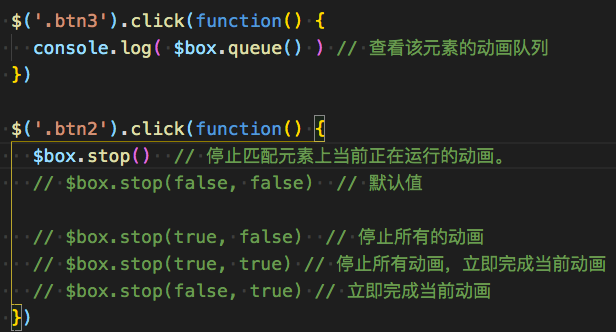 $('.btn3').click(function() {
  console.log( $box.queue() ) // 查看该元素的动画队列
})

$('.btn2').click(function() {
  $box.stop()  // 停止匹配元素上当前正在运行的动画。
  // $box.stop(false, false)  // 默认值

  // $box.stop(true, false)  // 停止所有的动画
  // $box.stop(true, true) // 停止所有动画，立即完成当前动画
  // $box.stop(false, true) // 立即完成当前动画
})